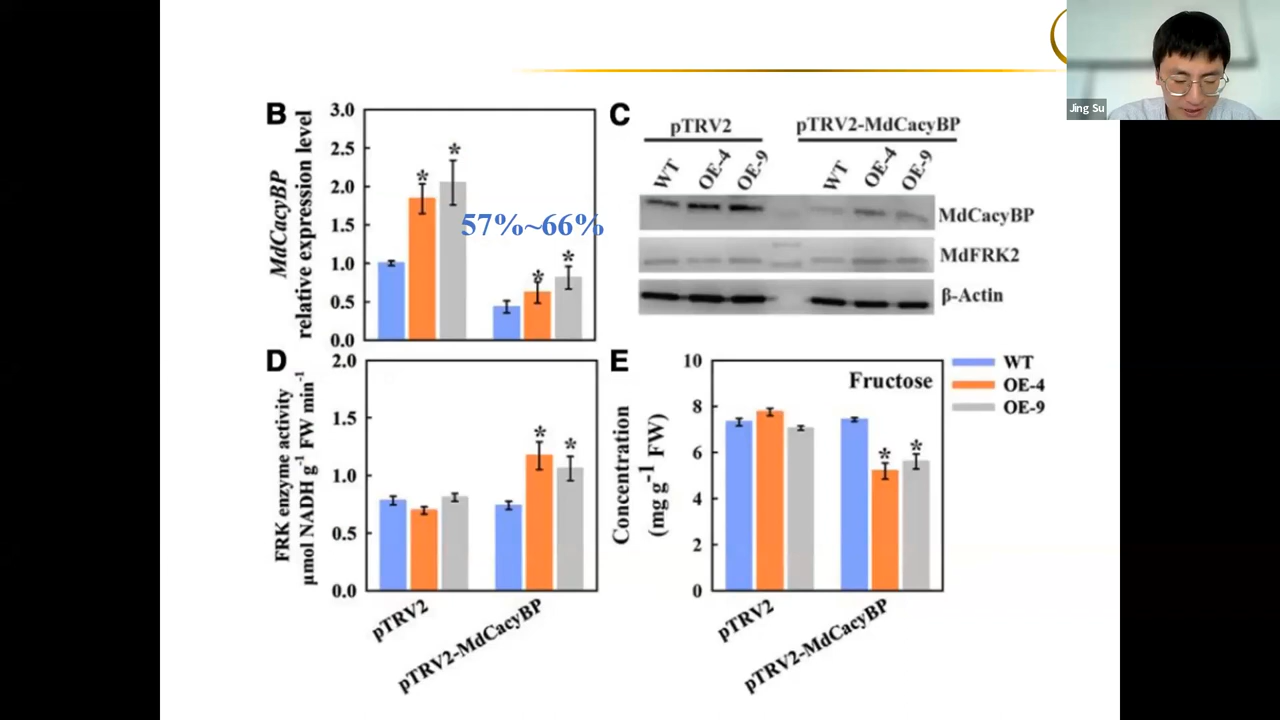 Jing Su
B
MdCacyBP
relative expression level
3.0
2.5
2.0
1.5
1.0
0.5
0.0
*
*
57%~66%
*
*
C
pTRV2
pTRV2-MdCacyBP
WT
OE-4
OE-9
WT
OE-4
OE-9
MdCacyBP
MdFRK2
β-Actin
D
FRK enzyme activity
μmol NADH g⁻¹ FW min⁻¹
2.0
1.5
1.0
0.5
0.0
*
*
pTRV2
pTRV2-MdCacyBP
E
Concentration
(mg g⁻¹ FW)
10
8
6
4
2
0
Fructose
*
*
pTRV2
pTRV2-MdCacyBP
WT
OE-4
OE-9